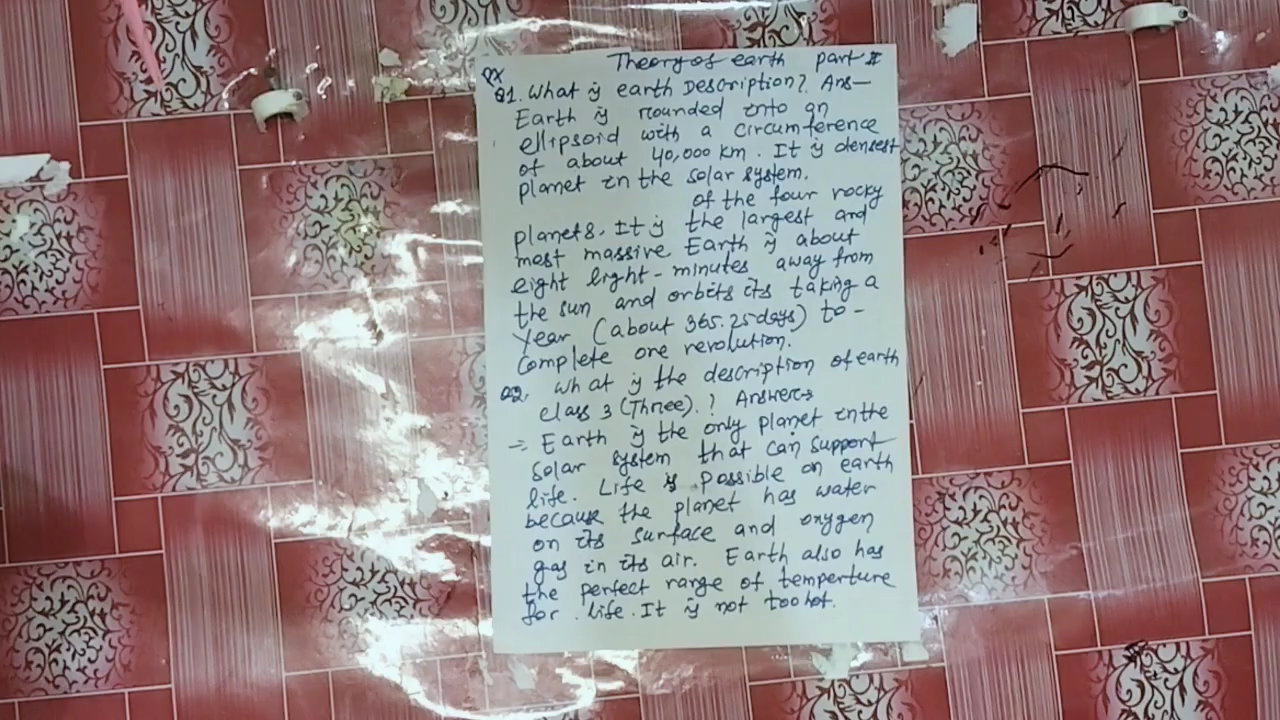 Theory of earth part II
Q1. What is earth Description? Ans—
Earth is rounded into an
ellipsoid with a circumference
of about 40,000 km. It is densest
planet in the solar system.
of the four rocky
planets. It is the largest and
most massive Earth is about
eight light-minutes away from
the sun and orbits its taking a
year (about 365.25 days) to-
complete one revolution.
Q2. What is the description of earth
class 3 (Three).? Answer→
⇒ Earth is the only planet in the
solar system that can support
life. Life is possible on earth
because the planet has water
on its surface and oxygen
gas in its air. Earth also has
the perfect range of temperture
for . life. It is not too hot.